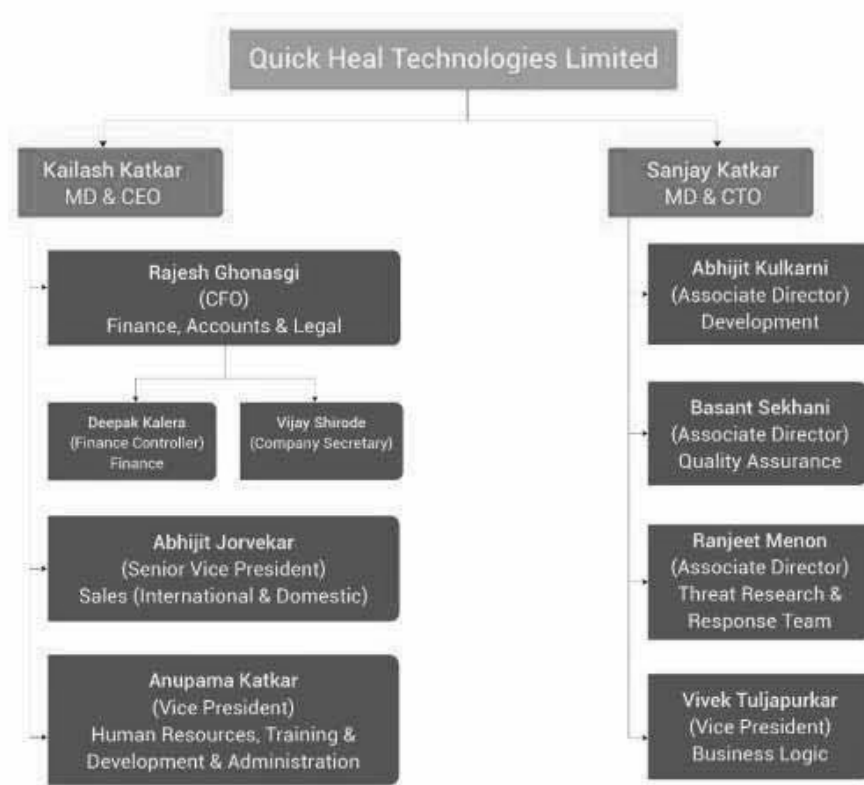 Quick Heal Technologies Limited
Kailash Katkar
MD & CEO
Rajesh Ghonasgi
(CFO)
Finance, Accounts & Legal
Deepak Kalera
(Finance Controller)
Finance
Vijay Shirode
(Company Secretary)
Abhijit Jorvekar
(Senior Vice President)
Sales (International & Domestic)
Anupama Katkar
(Vice President)
Human Resources, Training &
Development & Administration
Sanjay Katkar
MD & CTO
Abhijit Kulkarni
(Associate Director)
Development
Basant Sekhani
(Associate Director)
Quality Assurance
Ranjeet Menon
(Associate Director)
Threat Research &
Response Team
Vivek Tuljapurkar
(Vice President)
Business Logic